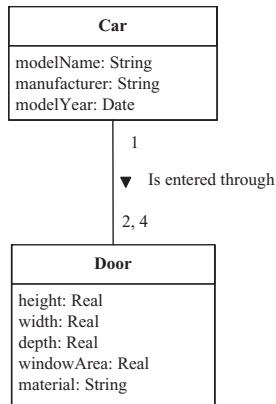 Car
modelName: String
manufacturer: String
modelYear: Date
1
Is entered through
2, 4
Door
height: Real
width: Real
depth: Real
windowArea: Real
material: String